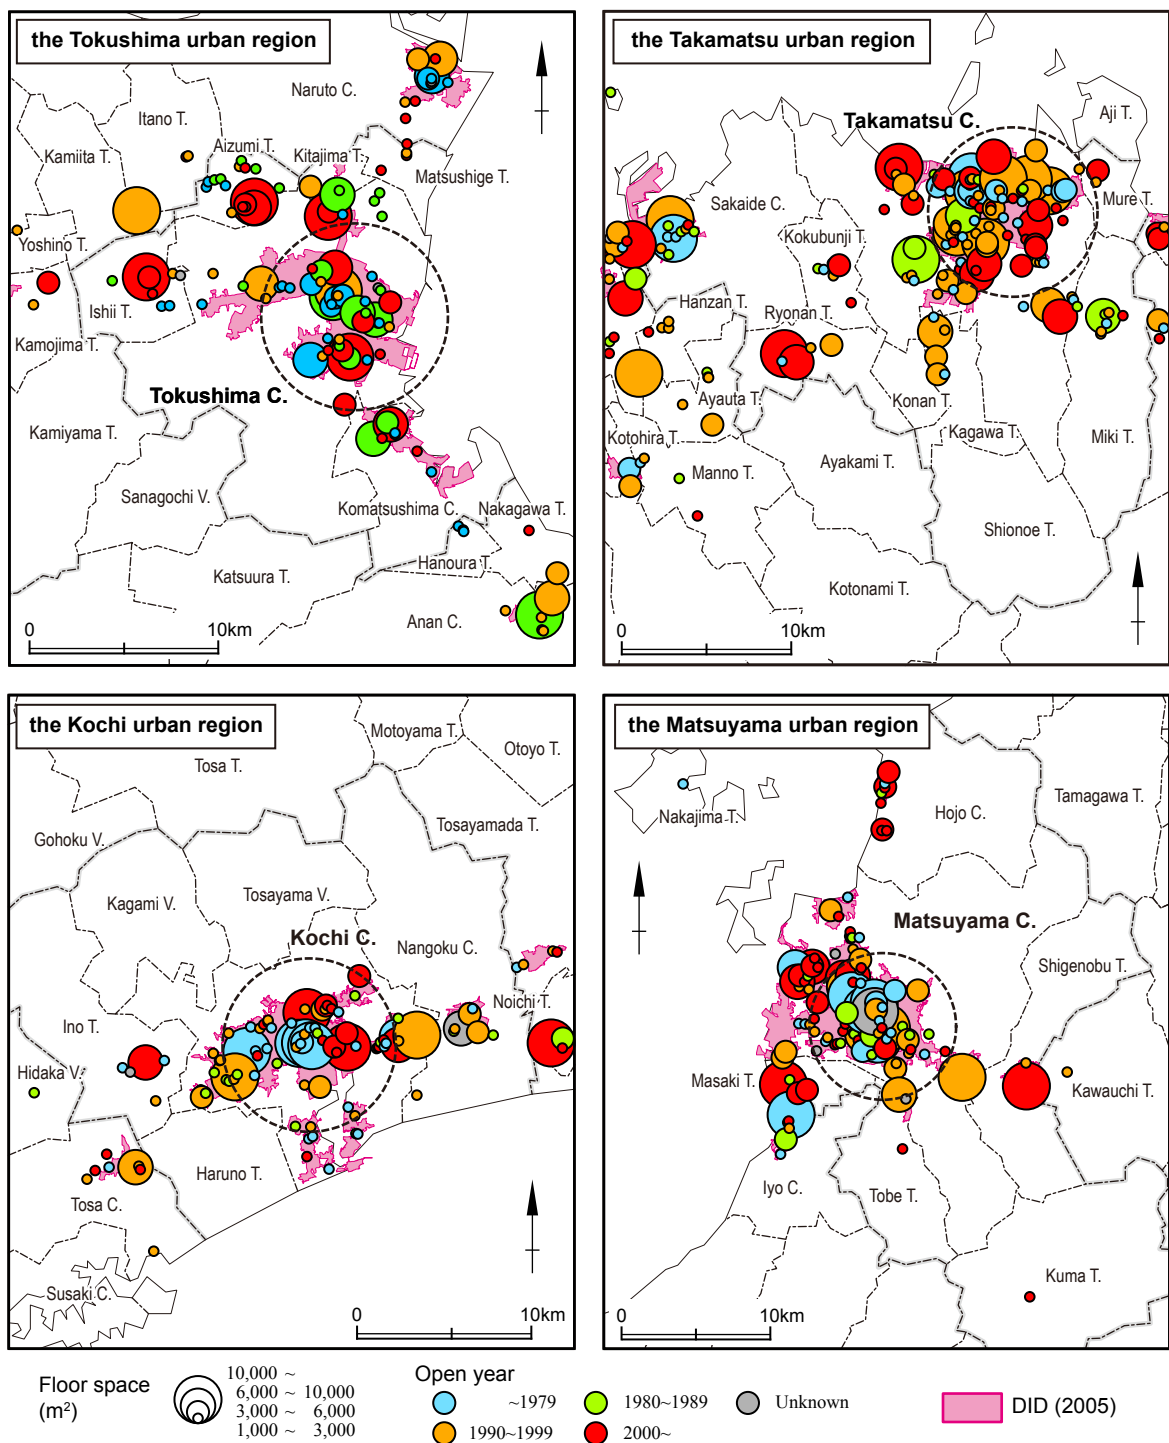 the Tokushima urban region
Naruto C.
Itano T.
Aizumi T.
Kitajima T.
Kamiita T.
Matsushige T.
Yoshino T.
Ishii T.
Kamojima T.
Tokushima C.
Kamiyama T.
Sanagochi V.
Komatsushima C.
Nakagawa T.
Hanoura T.
Katsuura T.
Anan C.
0 10km
the Takamatsu urban region
Aji T.
Takamatsu C.
Mure T.
Sakaide C.
Kokubunji T.
Hanzan T.
Ryonan T.
Ayauta T.
Konan T.
Kotohira T.
Kagawa T.
Miki T.
Manno T.
Ayakami T.
Shionoe T.
Kotonami T.
0 10km
the Kochi urban region
Motoyama T.
Otoyo T.
Tosa T.
Tosayamada T.
Gohoku V.
Kagami V.
Tosayama V.
Kochi C.
Nangoku C.
Noichi T.
Ino T.
Hidaka V.
Haruno T.
Tosa C.
Susaki C.
0 10km
the Matsuyama urban region
Nakajima T.
Hojo C.
Tamagawa T.
Matsuyama C.
Shigenobu T.
Masaki T.
Kawauchi T.
Iyo C.
Tobe T.
Kuma T.
0 10km
Floor space
(m²)
10,000 ~
6,000 ~ 10,000
3,000 ~ 6,000
1,000 ~ 3,000
Open year
~1979
1980~1989
Unknown
1990~1999
2000~
DID (2005)